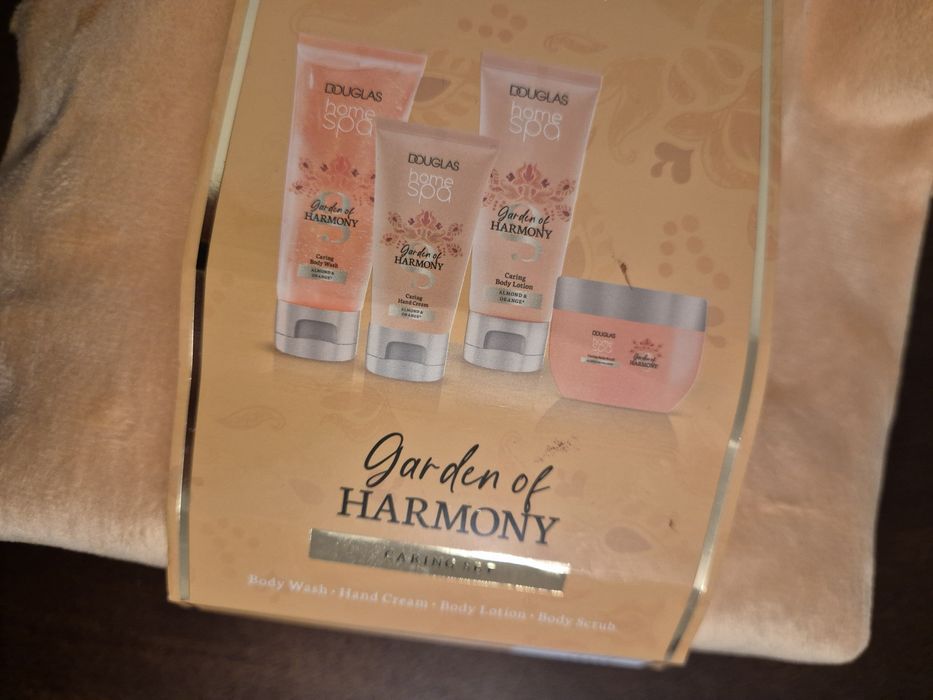 DOUGLAS
home
spa
Garden of
HARMONY
Caring
Body Wash
ALMOND &
ORANGE*
DOUGLAS
home
spa
Garden of
HARMONY
Caring
Hand Cream
ALMOND &
ORANGE*
DOUGLAS
home
spa
Garden of
HARMONY
Caring
Body Lotion
ALMOND &
ORANGE*
DOUGLAS
home
spa
Garden of
HARMONY
Garden of
HARMONY
CARING SET
Body Wash · Hand Cream · Body Lotion · Body Scrub